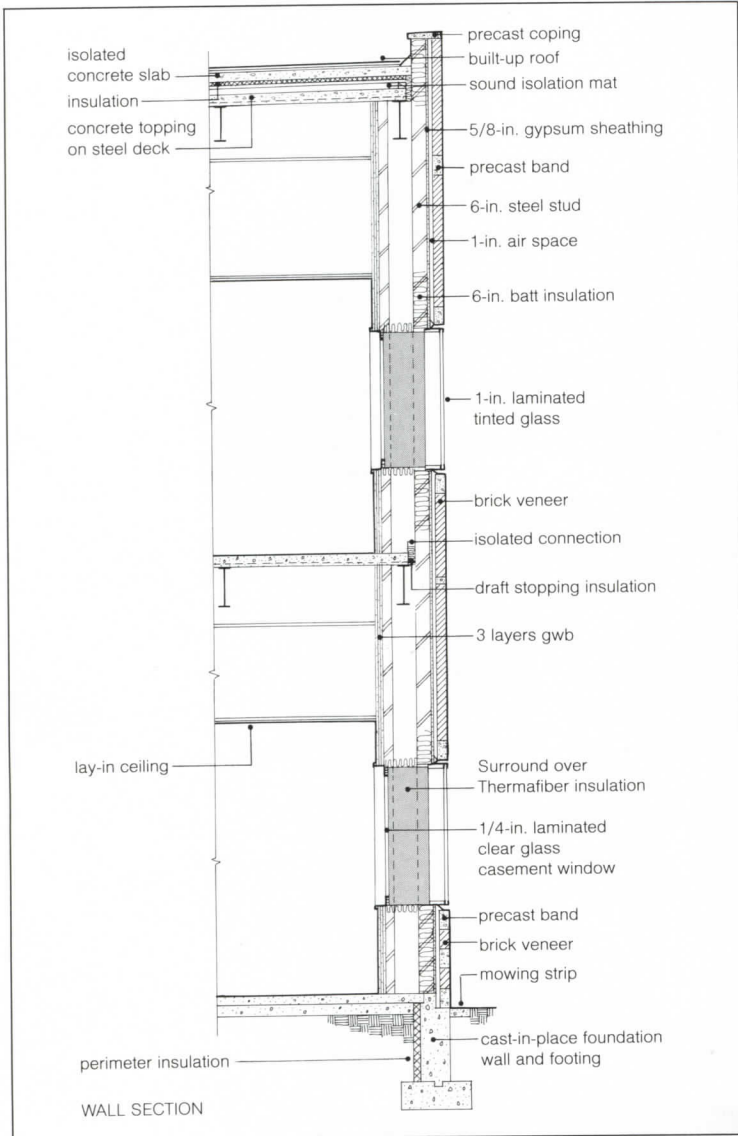 precast coping
isolated
concrete slab
built-up roof
sound isolation mat
insulation
concrete topping
on steel deck
5/8-in. gypsum sheathing
precast band
6-in. steel stud
1-in. air space
6-in. batt insulation
1-in. laminated
tinted glass
brick veneer
isolated connection
draft stopping insulation
3 layers gwb
lay-in ceiling
Surround over
Thermafiber insulation
1/4-in. laminated
clear glass
casement window
precast band
brick veneer
mowing strip
cast-in-place foundation
wall and footing
perimeter insulation
WALL SECTION